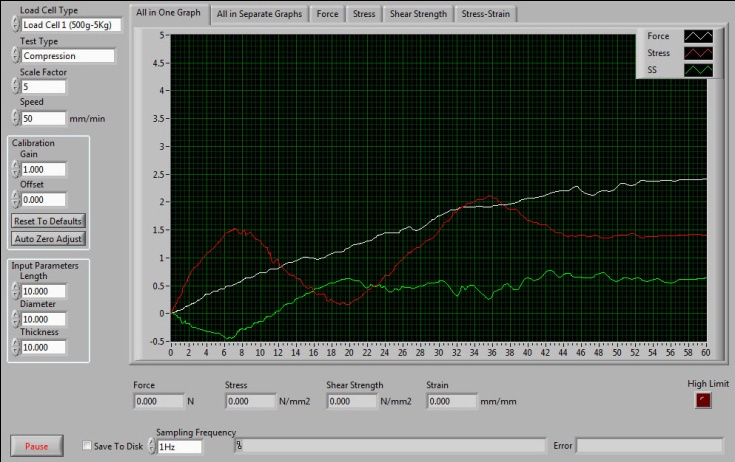 Load Cell Type
Load Cell 1 (500g-5Kg)
Test Type
Compression
Scale Factor
5
Speed
50 mm/min
Calibration
Gain
1.000
Offset
0.000
Reset To Defaults
Auto Zero Adjust
Input Parameters
Length
10.000
Diameter
10.000
Thickness
10.000
All in One Graph All in Separate Graphs Force Stress Shear Strength Stress-Strain
Force
Stress
SS
5
4.5
4
3.5
3
2.5
2
1.5
1
0.5
0
-0.5
0 2 4 6 8 10 12 14 16 18 20 22 24 26 28 30 32 34 36 38 40 42 44 46 48 50 52 54 56 58 60
Force Stress Shear Strength Strain
0.000 N 0.000 N/mm2 0.000 N/mm2 0.000 mm/mm
High Limit
Pause
Save To Disk
Sampling Frequency
1Hz
Error